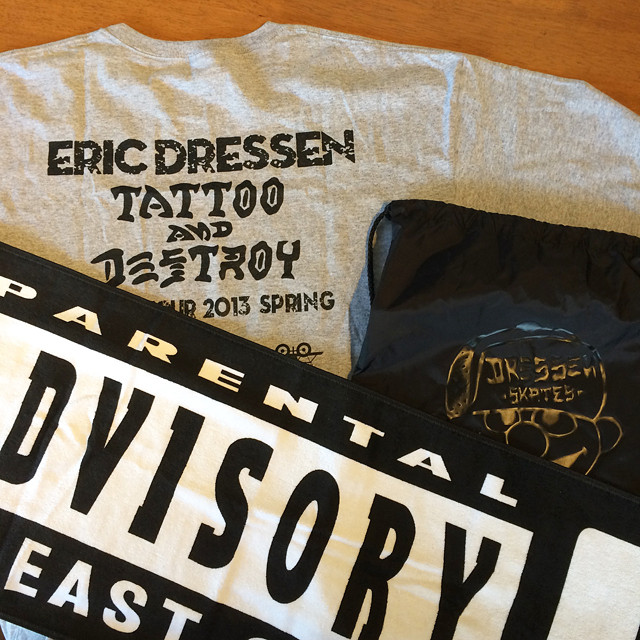 ERIC DRESSEN
TATTOO
AND
DESTROY
2013 SPRING
DRESSEN
SKATES
PARENTAL
DVISORY
EAST